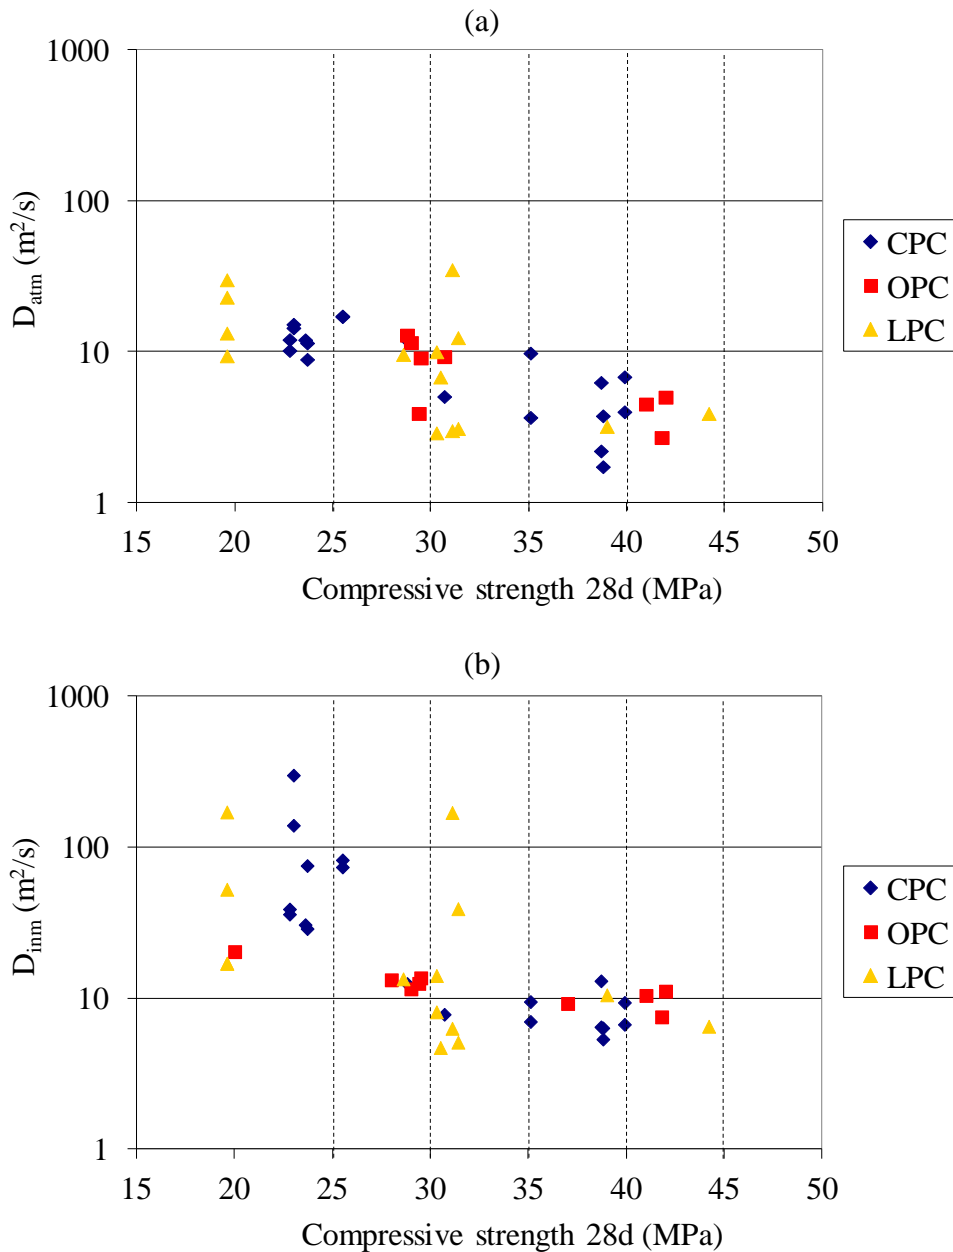 (a)
1000
100
10
1
D_atm (m²/s)
15 20 25 30 35 40 45 50
Compressive strength 28d (MPa)
CPC
OPC
LPC
(b)
1000
100
10
1
D_inm (m²/s)
15 20 25 30 35 40 45 50
Compressive strength 28d (MPa)
CPC
OPC
LPC